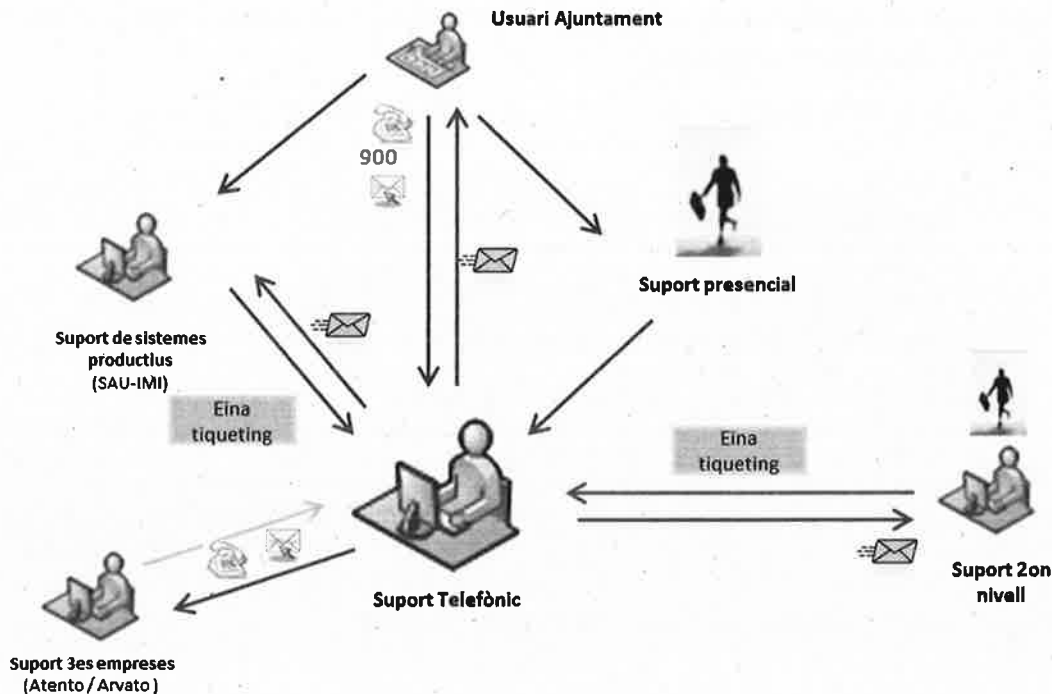 Usuari Ajuntament
900
Suport presencial
Suport de sistemes
productius
(SAU-IMI)
Eina
tiqueting
Eina
tiqueting
Suport Telefònic
Suport 2on
nivell
Suport 3es empreses
(Atento / Arvato )